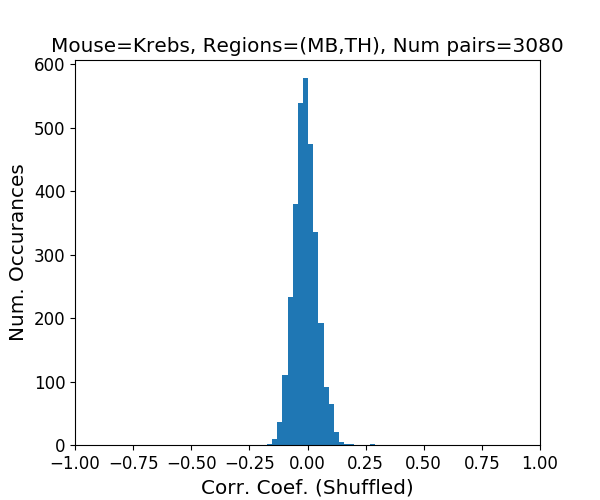 Mouse=Krebs, Regions=(MB,TH), Num pairs=3080
600
500
400
300
200
100
0
Num. Occurances
−1.00 −0.75 −0.50 −0.25 0.00 0.25 0.50 0.75 1.00
Corr. Coef. (Shuffled)